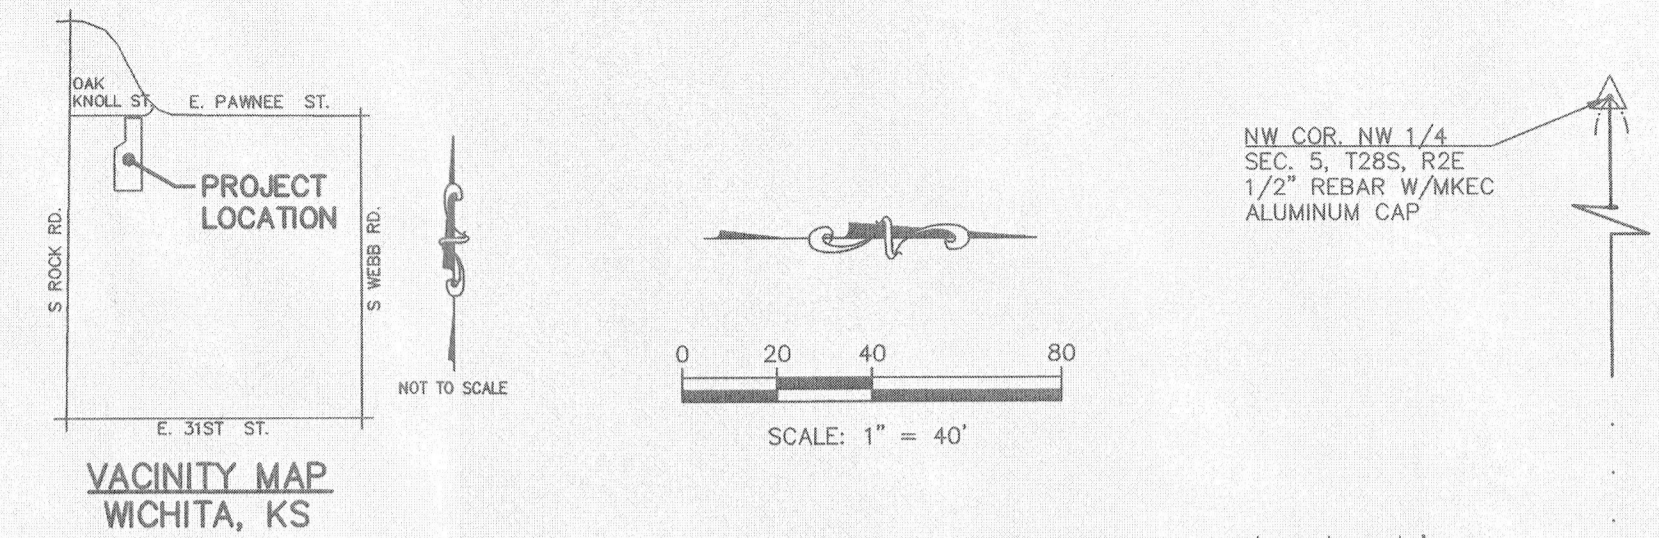 OAK
KNOLL ST.
E. PAWNEE ST.
PROJECT
LOCATION
S ROCK RD.
S WEBB RD.
E. 31ST ST.
VACINITY MAP
WICHITA, KS
NOT TO SCALE
0 20 40 80
SCALE: 1" = 40'
NW COR. NW 1/4
SEC. 5, T28S, R2E
1/2" REBAR W/MKEC
ALUMINUM CAP